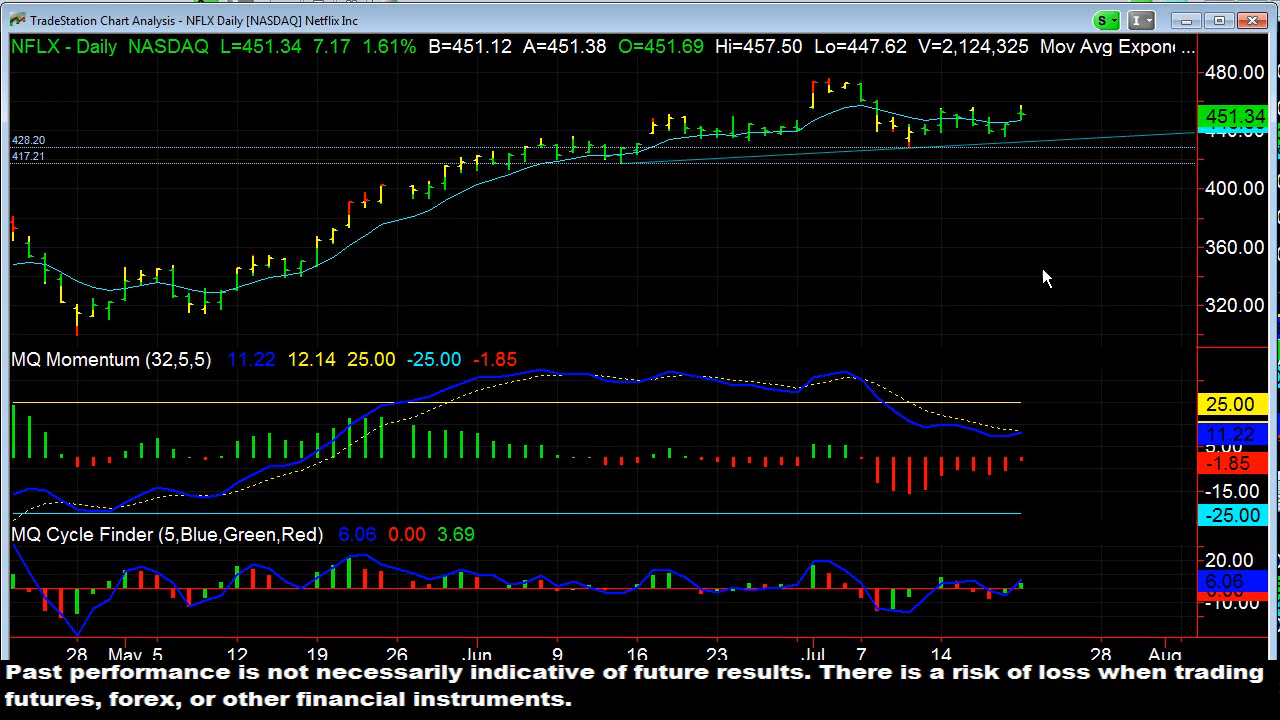 TradeStation Chart Analysis - NFLX Daily [NASDAQ] Netflix Inc
S
I
NFLX - Daily NASDAQ L=451.34 7.17 1.61% B=451.12 A=451.38 O=451.69 Hi=457.50 Lo=447.62 V=2,124,325 Mov Avg Expone ...
480.00
451.34
428.20
417.21
400.00
360.00
320.00
MQ Momentum (32,5,5) 11.22 12.14 25.00 -25.00 -1.85
25.00
11.22
5.00
-1.85
-15.00
-25.00
MQ Cycle Finder (5,Blue,Green,Red) 6.06 0.00 3.69
20.00
6.06
-10.00
28 May 5 12 19 26 Jun 9 16 23 Jul 7 14 28 Aug
Past performance is not necessarily indicative of future results. There is a risk of loss when trading
futures, forex, or other financial instruments.